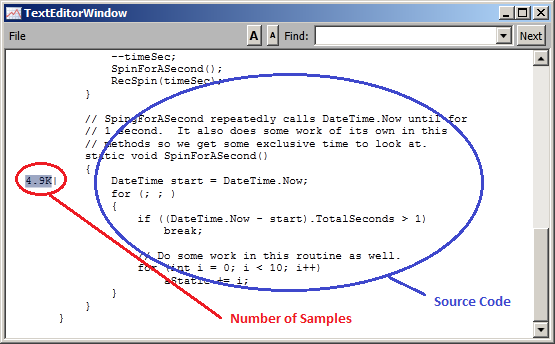 TextEditorWindow
File A A Find: Next
--timeSec;
SpinForASecond();
RecSpin(timeSec);
}
// SpingForASecond repeatedly calls DateTime.Now until for
// 1 second.  It also does some work of its own in this
// methods so we get some exclusive time to look at.
static void SpinForASecond()
{
4.9K| DateTime start = DateTime.Now;
for (; ; )
{
if ((DateTime.Now - start).TotalSeconds > 1)
break;
// Do some work in this routine as well.
for (int i = 0; i < 10; i++)
aStatic += i;
}
}
}
Source Code
Number of Samples